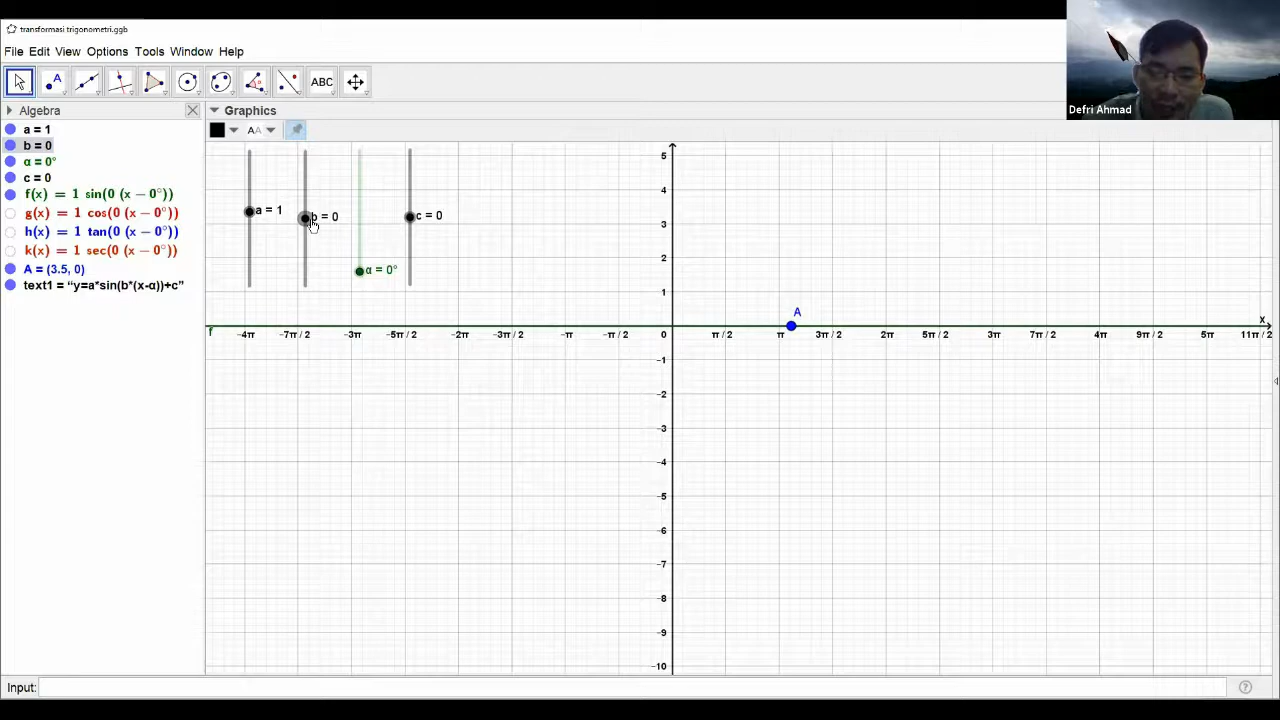 transformasi trigonometri.ggb
File Edit View Options Tools Window Help
ABC
Algebra
Graphics
AA
a = 1
b = 0
α = 0°
c = 0
f(x) = 1 sin(0 (x − 0°))
g(x) = 1 cos(0 (x − 0°))
h(x) = 1 tan(0 (x − 0°))
k(x) = 1 sec(0 (x − 0°))
A = (3.5, 0)
text1 = “y=a*sin(b*(x-α))+c”
a = 1
b = 0
α = 0°
c = 0
5
4
3
2
1
A
x
f
−4π −7π / 2 −3π −5π / 2 −2π −3π / 2 −π −π / 2 0 π / 2 π 3π / 2 2π 5π / 2 3π 7π / 2 4π 9π / 2 5π 11π / 2
−1
−2
−3
−4
−5
−6
−7
−8
−9
−10
Input:
Defri Ahmad